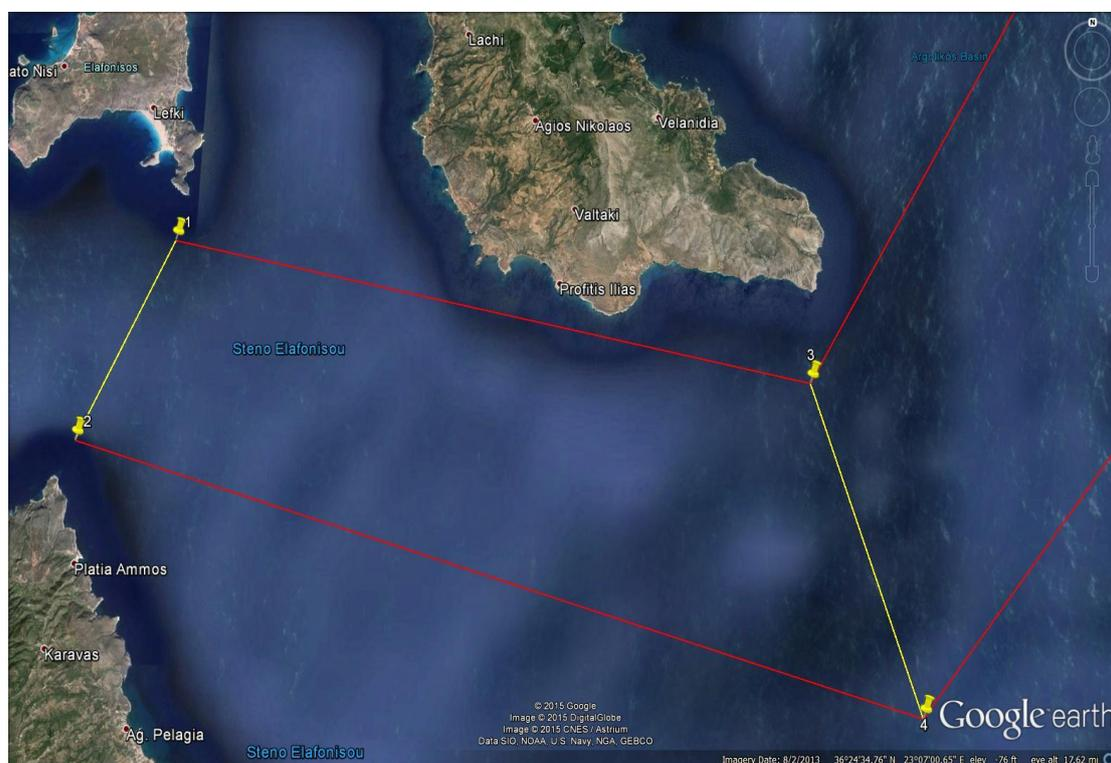 Lachi
Argolikós Basin
ato Nisi
Elafonisos
Lefki
Agios Nikolaos
Velanidia
Valtaki
1
Profitis Ilias
Steno Elafonisou
3
2
Platia Ammos
Karavas
Ag. Pelagia
Steno Elafonisou
© 2015 Google
Image © 2015 DigitalGlobe
Image © 2015 CNES / Astrium
Data SIO, NOAA, U.S. Navy, NGA, GEBCO
4
Google earth
Imagery Date: 8/2/2013 36°24'34.76" N 23°07'00.65" E elev -76 ft eye alt 17.62 mi
N